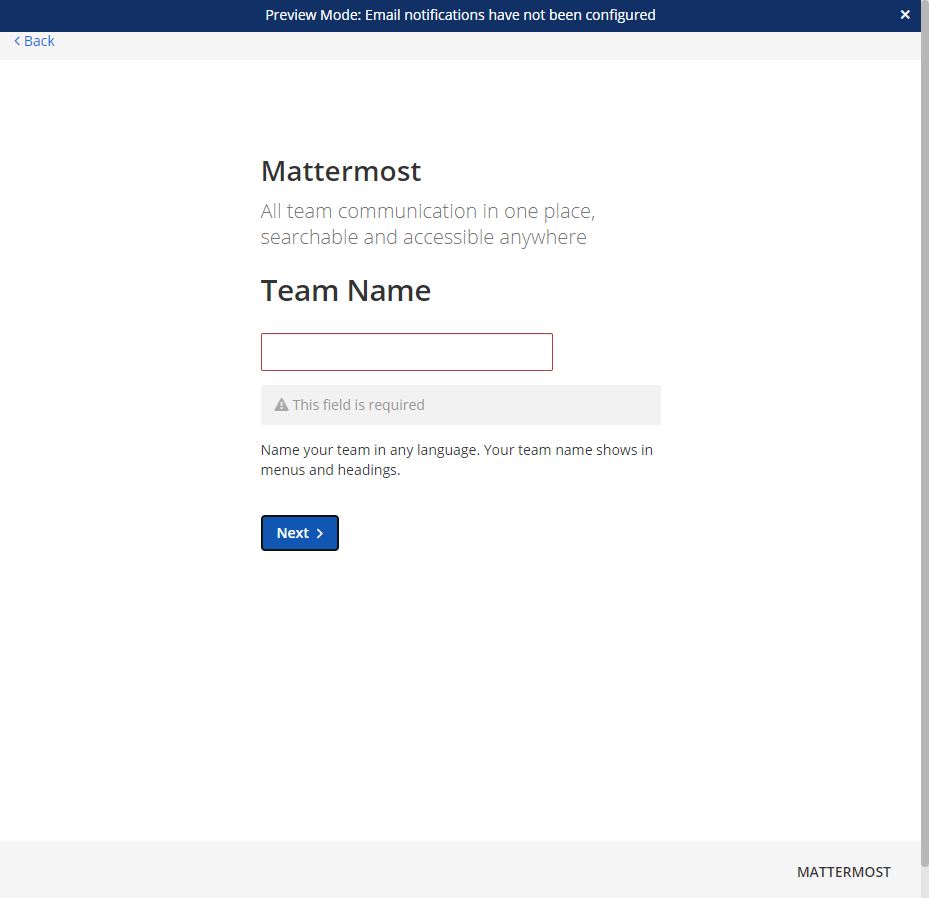 Preview Mode: Email notifications have not been configured
Back
Mattermost
All team communication in one place,
searchable and accessible anywhere
Team Name
This field is required
Name your team in any language. Your team name shows in
menus and headings.
Next
MATTERMOST